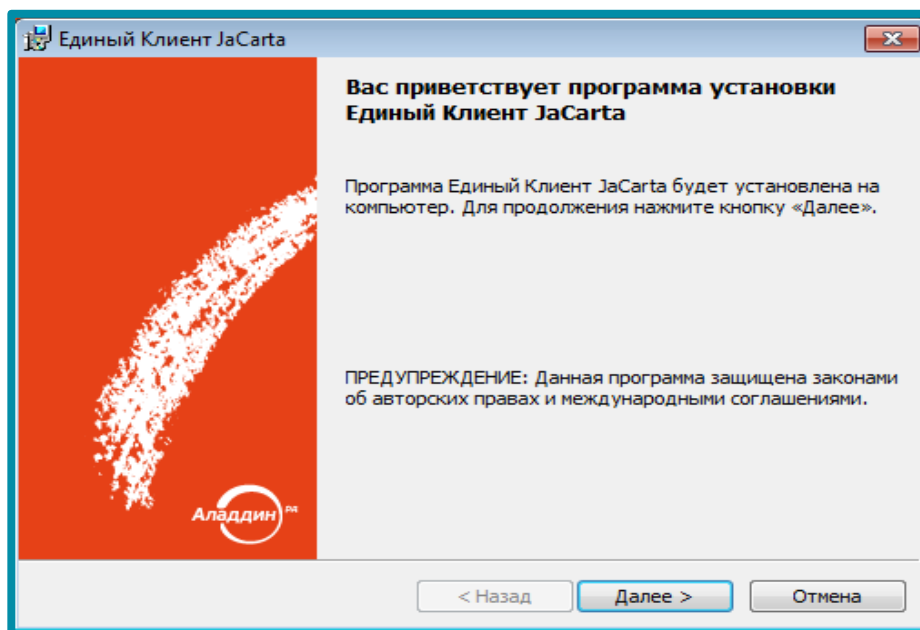 Единый Клиент JaCarta
Вас приветствует программа установки
Единый Клиент JaCarta
Программа Единый Клиент JaCarta будет установлена на
компьютер. Для продолжения нажмите кнопку «Далее».
ПРЕДУПРЕЖДЕНИЕ: Данная программа защищена законами
об авторских правах и международными соглашениями.
Аладдин РД
< Назад
Далее >
Отмена